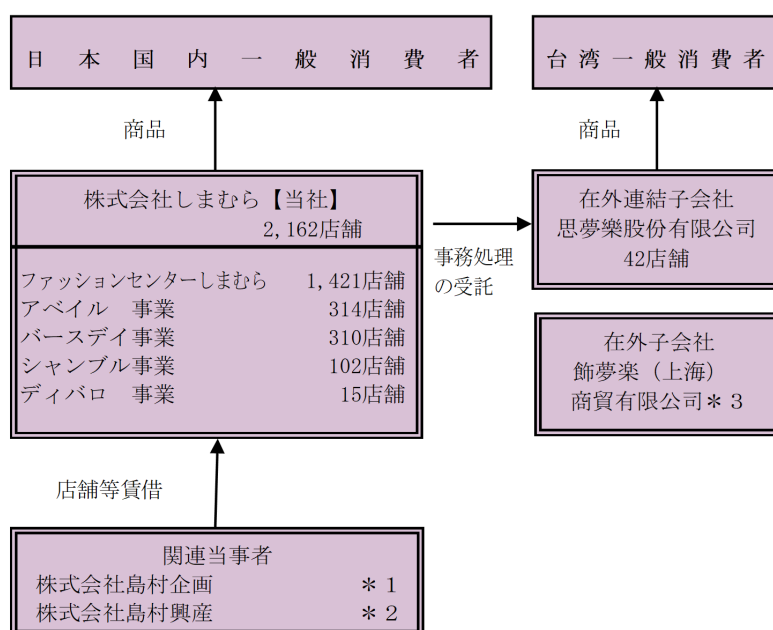 日本国内一般消費者
台湾一般消費者
商品
商品
株式会社しまむら【当社】
2,162店舗
ファッションセンターしまむら 1,421店舗
アベイル 事業 314店舗
バースデイ事業 310店舗
シャンブル事業 102店舗
ディバロ 事業 15店舗
事務処理
の受託
在外連結子会社
思夢樂股份有限公司
42店舗
在外子会社
飾夢楽（上海）
商貿有限公司＊３
店舗等賃借
関連当事者
株式会社島村企画 ＊１
株式会社島村興産 ＊２